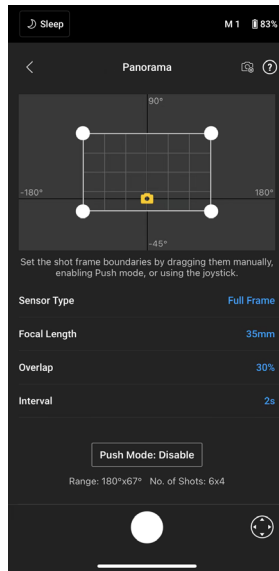 Sleep M 1 83%
Panorama
90°
-180° 180°
-45°
Set the shot frame boundaries by dragging them manually,
enabling Push mode, or using the joystick.
Sensor Type Full Frame
Focal Length 35mm
Overlap 30%
Interval 2s
Push Mode: Disable
Range: 180°x67° No. of Shots: 6x4